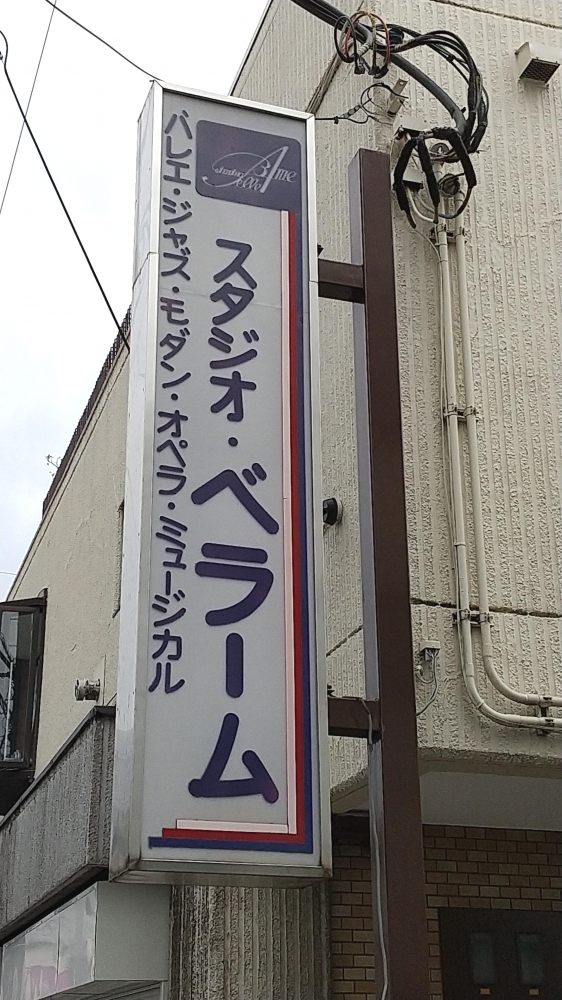 Studio
Belle Ame
スタジオ・ベラーム
バレエ・ジャズ・モダン・オペラ・ミュージカル